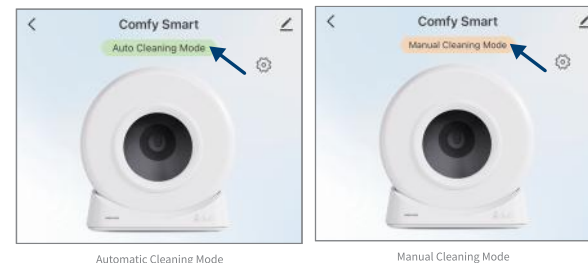 Comfy Smart
Auto Cleaning Mode
Automatic Cleaning Mode
Comfy Smart
Manual Cleaning Mode
Manual Cleaning Mode